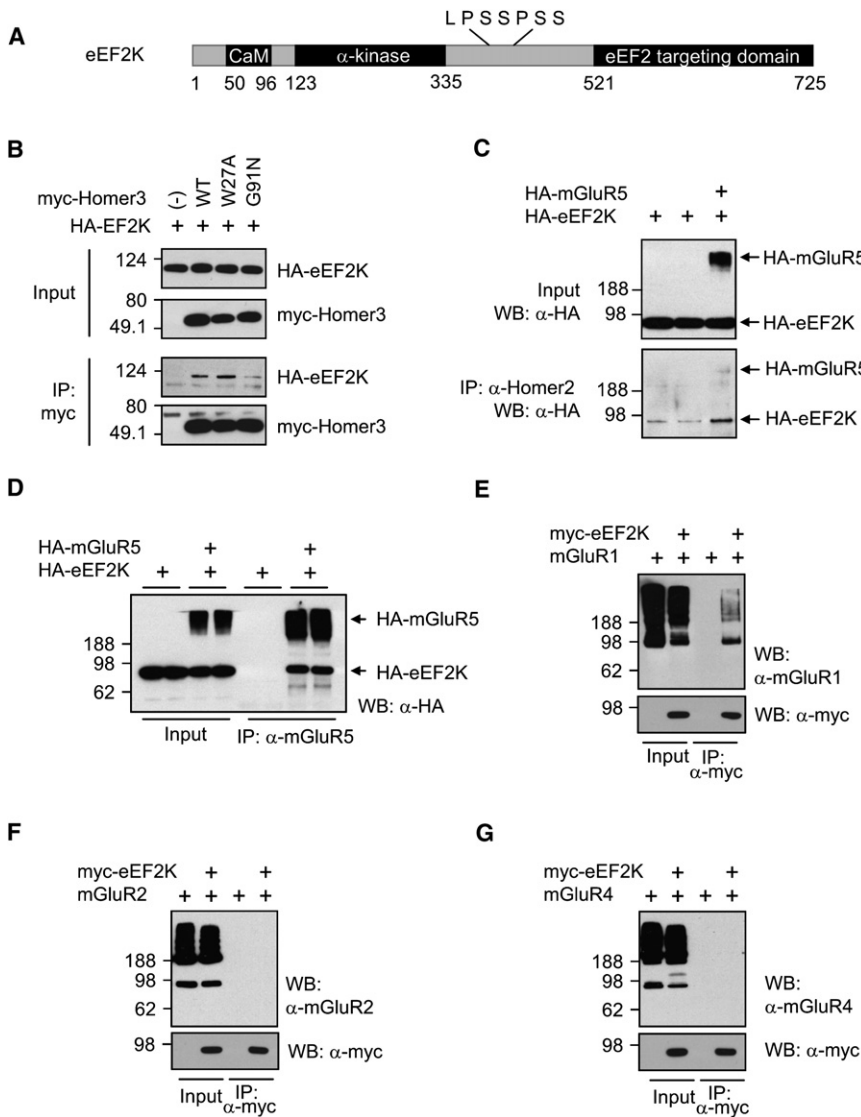 A
L P S S P S S
eEF2K
CaM α-kinase eEF2 targeting domain
1 50 96 123 335 521 725
B
myc-Homer3 (-) WT W27A G91N
HA-EF2K + + + +
Input
124 HA-eEF2K
80
49.1 myc-Homer3
IP: myc
124 HA-eEF2K
80
49.1 myc-Homer3
C
HA-mGluR5 +
HA-eEF2K + + +
HA-mGluR5
Input
WB: α-HA
188
98
HA-eEF2K
HA-mGluR5
IP: α-Homer2
WB: α-HA
188
98
HA-eEF2K
D
HA-mGluR5 + +
HA-eEF2K + + + +
HA-mGluR5
188
98
62
HA-eEF2K
WB: α-HA
Input IP: α-mGluR5
E
myc-eEF2K + +
mGluR1 + + + +
188
98
62
WB:
α-mGluR1
98
WB: α-myc
Input IP:
α-myc
F
myc-eEF2K + +
mGluR2 + + + +
188
98
62
WB:
α-mGluR2
98
WB: α-myc
Input IP:
α-myc
G
myc-eEF2K + +
mGluR4 + + + +
188
98
62
WB:
α-mGluR4
98
WB: α-myc
Input IP:
α-myc